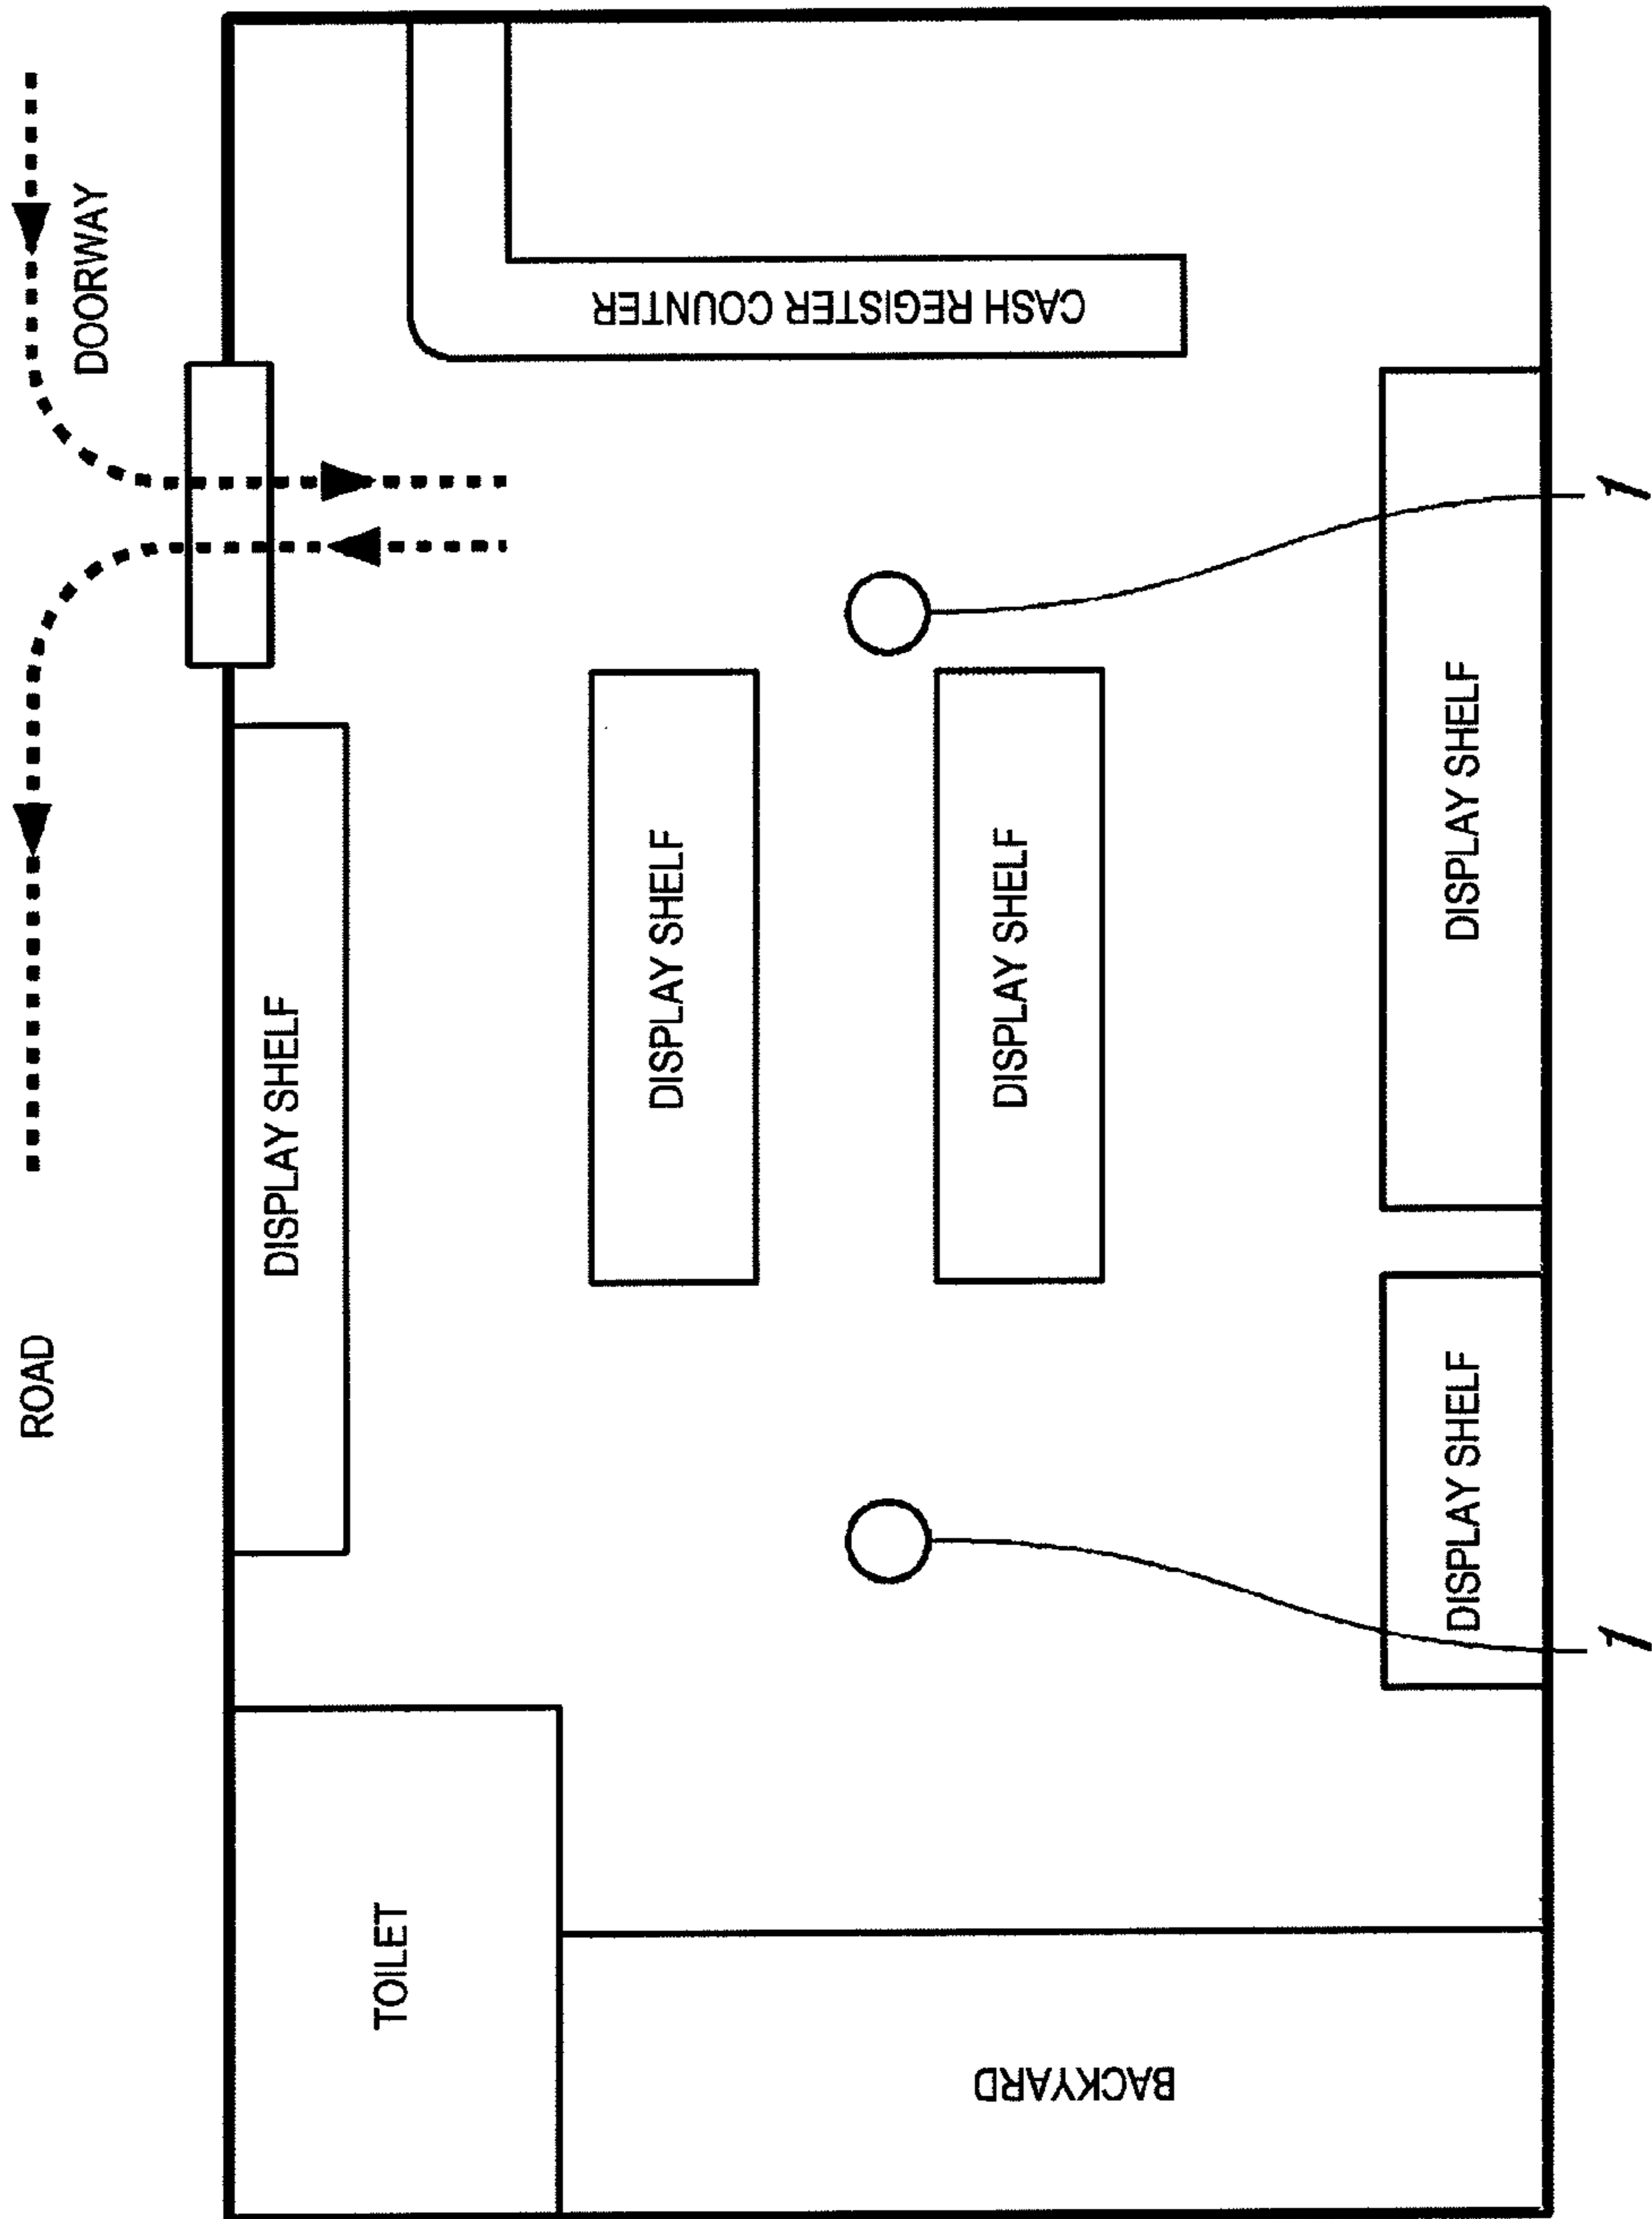 ROAD
DOORWAY
DISPLAY SHELF
TOILET
DISPLAY SHELF
CASH REGISTER COUNTER
DISPLAY SHELF
BACKYARD
DISPLAY SHELF
DISPLAY SHELF
1
1